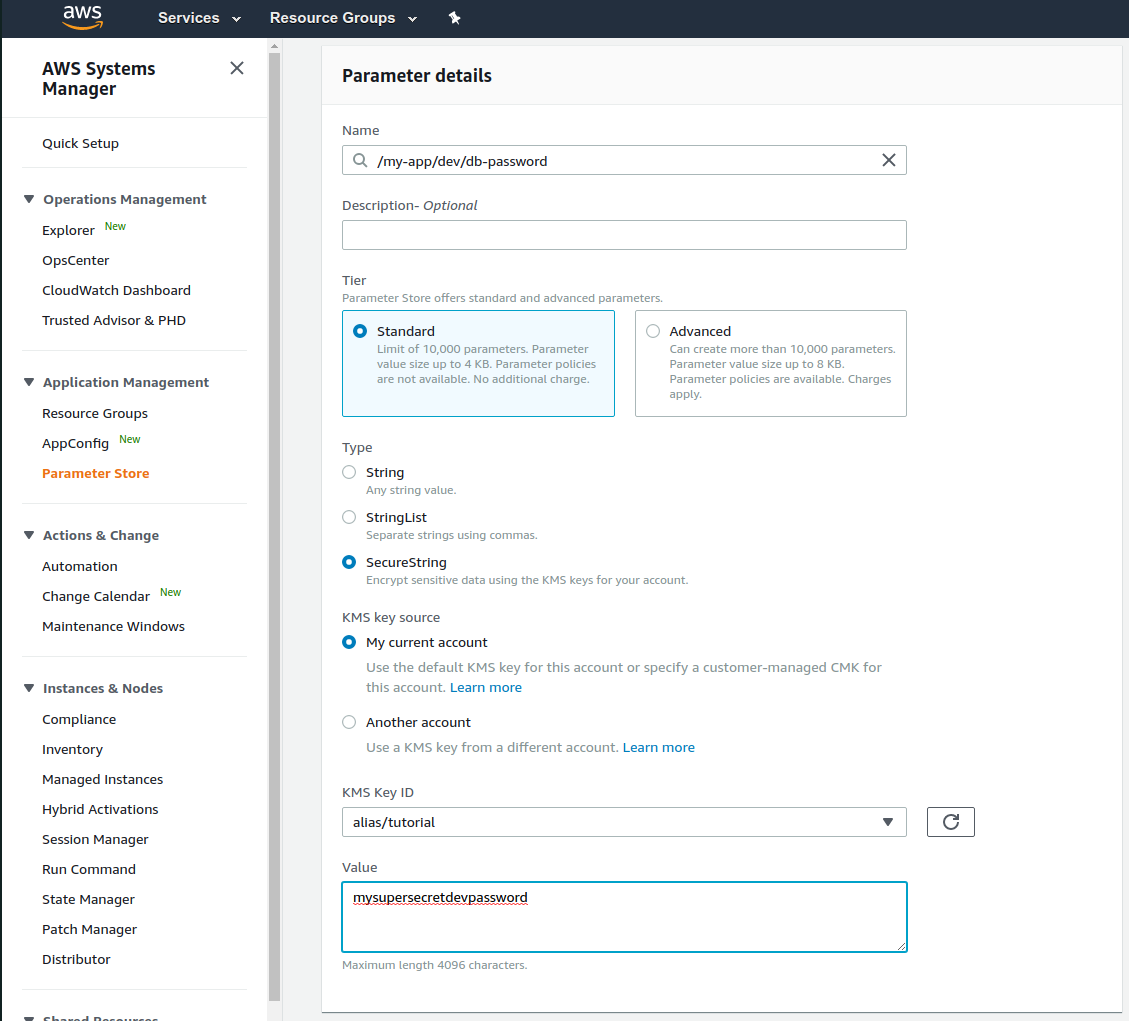 aws Services Resource Groups
AWS Systems
Manager
Quick Setup
Operations Management
Explorer New
OpsCenter
CloudWatch Dashboard
Trusted Advisor & PHD
Application Management
Resource Groups
AppConfig New
Parameter Store
Actions & Change
Automation
Change Calendar New
Maintenance Windows
Instances & Nodes
Compliance
Inventory
Managed Instances
Hybrid Activations
Session Manager
Run Command
State Manager
Patch Manager
Distributor
Shared Resources
Parameter details
Name
/my-app/dev/db-password
Description- Optional
Tier
Parameter Store offers standard and advanced parameters.
Standard
Limit of 10,000 parameters. Parameter
value size up to 4 KB. Parameter policies
are not available. No additional charge.
Advanced
Can create more than 10,000 parameters.
Parameter value size up to 8 KB.
Parameter policies are available. Charges
apply.
Type
String
Any string value.
StringList
Separate strings using commas.
SecureString
Encrypt sensitive data using the KMS keys for your account.
KMS key source
My current account
Use the default KMS key for this account or specify a customer-managed CMK for
this account. Learn more
Another account
Use a KMS key from a different account. Learn more
KMS Key ID
alias/tutorial
Value
mysupersecretdevpassword
Maximum length 4096 characters.